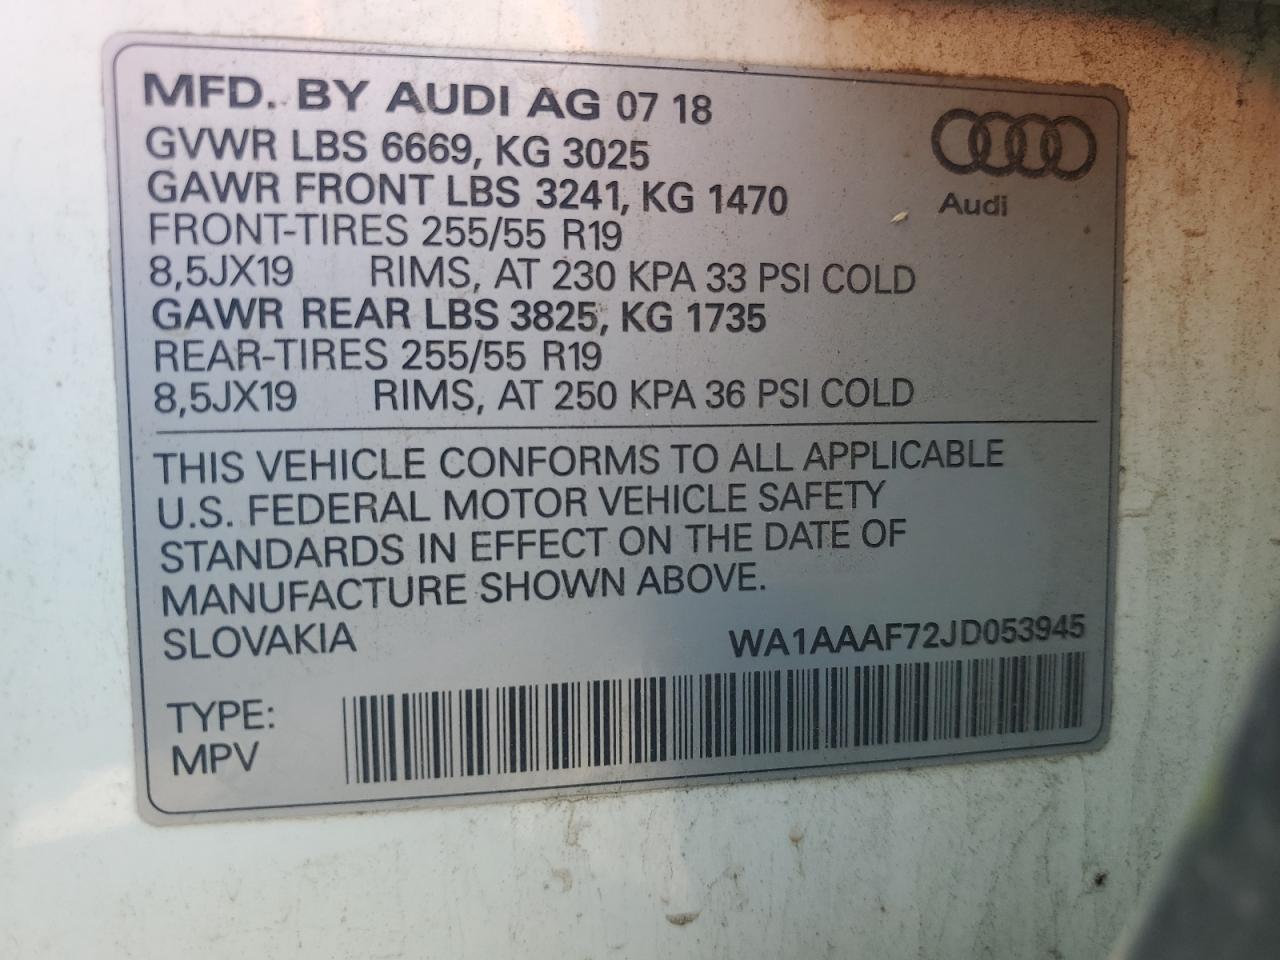 MFD. BY AUDI AG 07 18
GVWR LBS 6669, KG 3025
GAWR FRONT LBS 3241, KG 1470
FRONT-TIRES 255/55 R19
8,5JX19 RIMS, AT 230 KPA 33 PSI COLD
GAWR REAR LBS 3825, KG 1735
REAR-TIRES 255/55 R19
8,5JX19 RIMS, AT 250 KPA 36 PSI COLD
Audi
THIS VEHICLE CONFORMS TO ALL APPLICABLE
U.S. FEDERAL MOTOR VEHICLE SAFETY
STANDARDS IN EFFECT ON THE DATE OF
MANUFACTURE SHOWN ABOVE.
SLOVAKIA WA1AAAF72JD053945
TYPE:
MPV